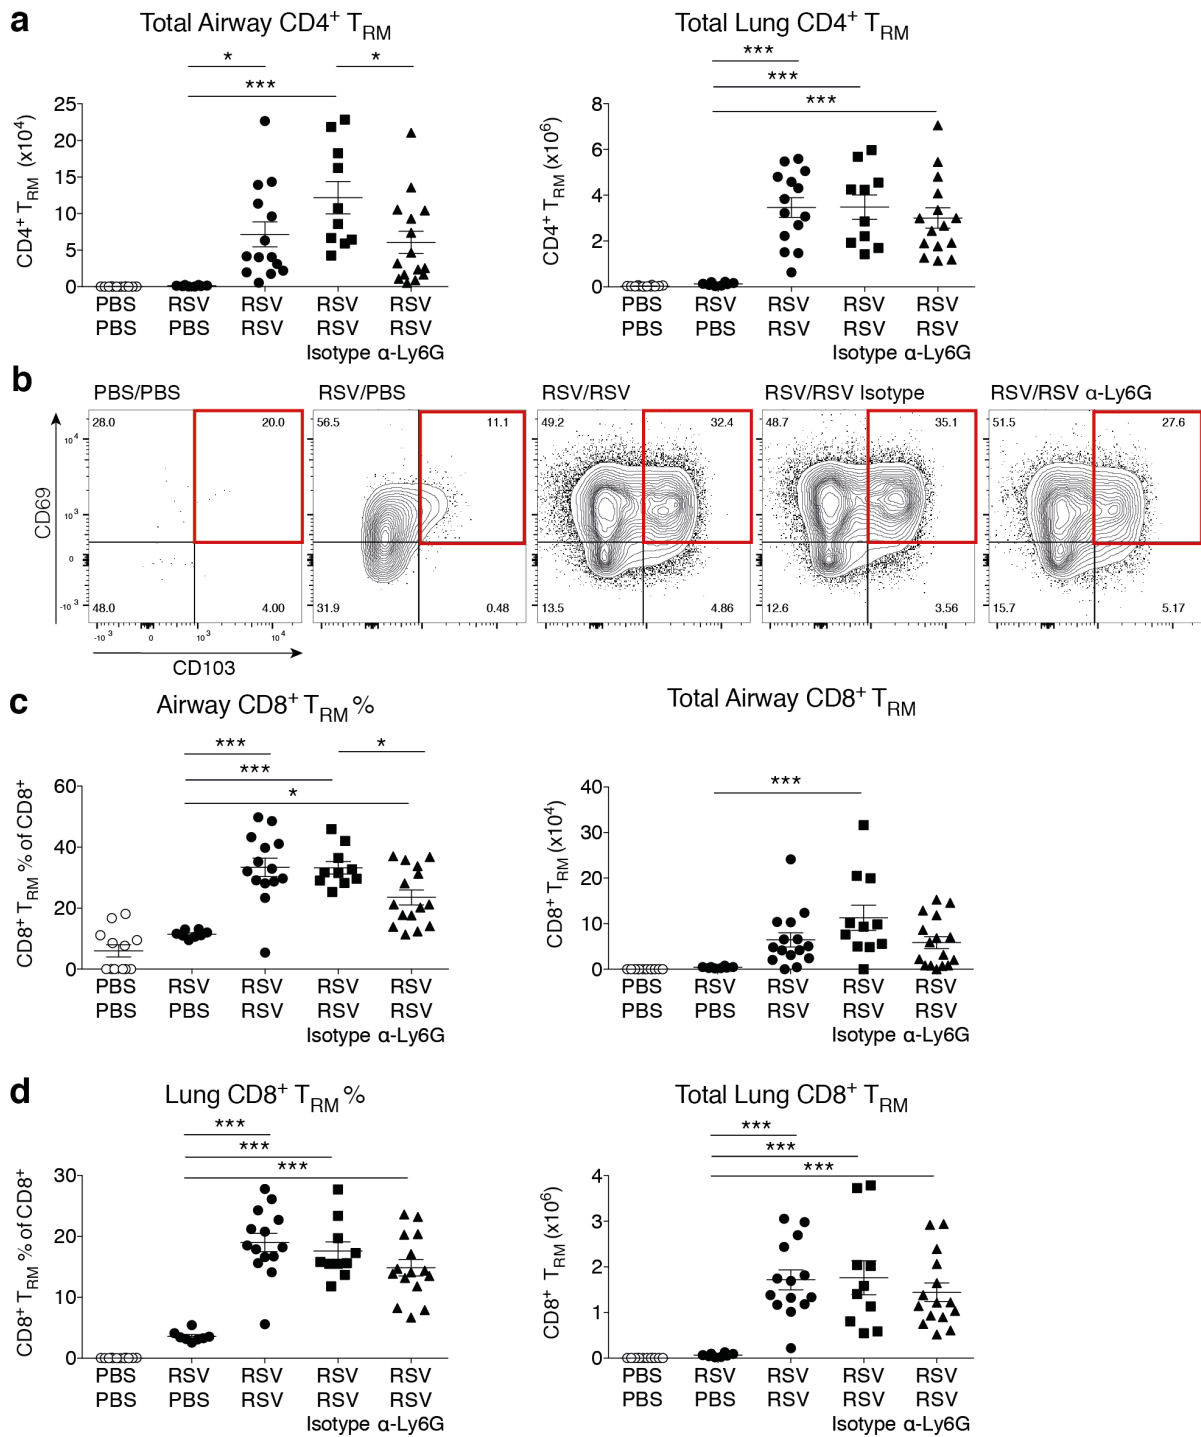 a
Total Airway CD4+ TRM
Total Lung CD4+ TRM
* *
***
***
***
***
CD4+ TRM (x104)
25
20
15
10
5
0
PBS RSV RSV RSV RSV
PBS PBS RSV RSV RSV
Isotype α-Ly6G
CD4+ TRM (x106)
8
6
4
2
0
PBS RSV RSV RSV RSV
PBS PBS RSV RSV RSV
Isotype α-Ly6G
b
PBS/PBS RSV/PBS RSV/RSV RSV/RSV Isotype RSV/RSV α-Ly6G
28.0 20.0 56.5 11.1 49.2 32.4 48.7 35.1 51.5 27.6
CD69
104
103
0
-103
48.0 4.00 31.9 0.48 13.5 4.86 12.6 3.56 15.7 5.17
-103 0 103 104
CD103
c
Airway CD8+ TRM %
Total Airway CD8+ TRM
*** *
***
*
***
CD8+ TRM % of CD8+
60
40
20
0
PBS RSV RSV RSV RSV
PBS PBS RSV RSV RSV
Isotype α-Ly6G
CD8+ TRM (x104)
40
30
20
10
0
PBS RSV RSV RSV RSV
PBS PBS RSV RSV RSV
Isotype α-Ly6G
d
Lung CD8+ TRM %
Total Lung CD8+ TRM
***
***
***
***
***
***
CD8+ TRM % of CD8+
30
20
10
0
PBS RSV RSV RSV RSV
PBS PBS RSV RSV RSV
Isotype α-Ly6G
CD8+ TRM (x106)
4
3
2
1
0
PBS RSV RSV RSV RSV
PBS PBS RSV RSV RSV
Isotype α-Ly6G